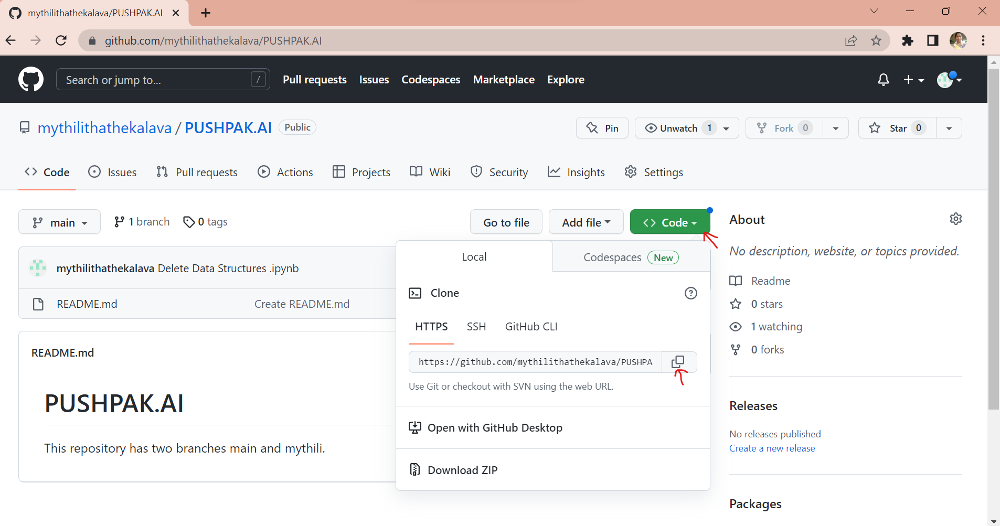 mythilithathekalava/PUSHPAK.AI
github.com/mythilithathekalava/PUSHPAK.AI
Search or jump to... /
Pull requests Issues Codespaces Marketplace Explore
mythilithathekalava / PUSHPAK.AI Public
Pin Unwatch 1 Fork 0 Star 0
Code Issues Pull requests Actions Projects Wiki Security Insights Settings
main 1 branch 0 tags
Go to file Add file Code
mythilithathekalava Delete Data Structures .ipynb
README.md Create README.md
README.md
PUSHPAK.AI
This repository has two branches main and mythili.
Local Codespaces New
Clone
HTTPS SSH GitHub CLI
https://github.com/mythilithathekalava/PUSHPA
Use Git or checkout with SVN using the web URL.
Open with GitHub Desktop
Download ZIP
About
No description, website, or topics provided.
Readme
0 stars
1 watching
0 forks
Releases
No releases published
Create a new release
Packages